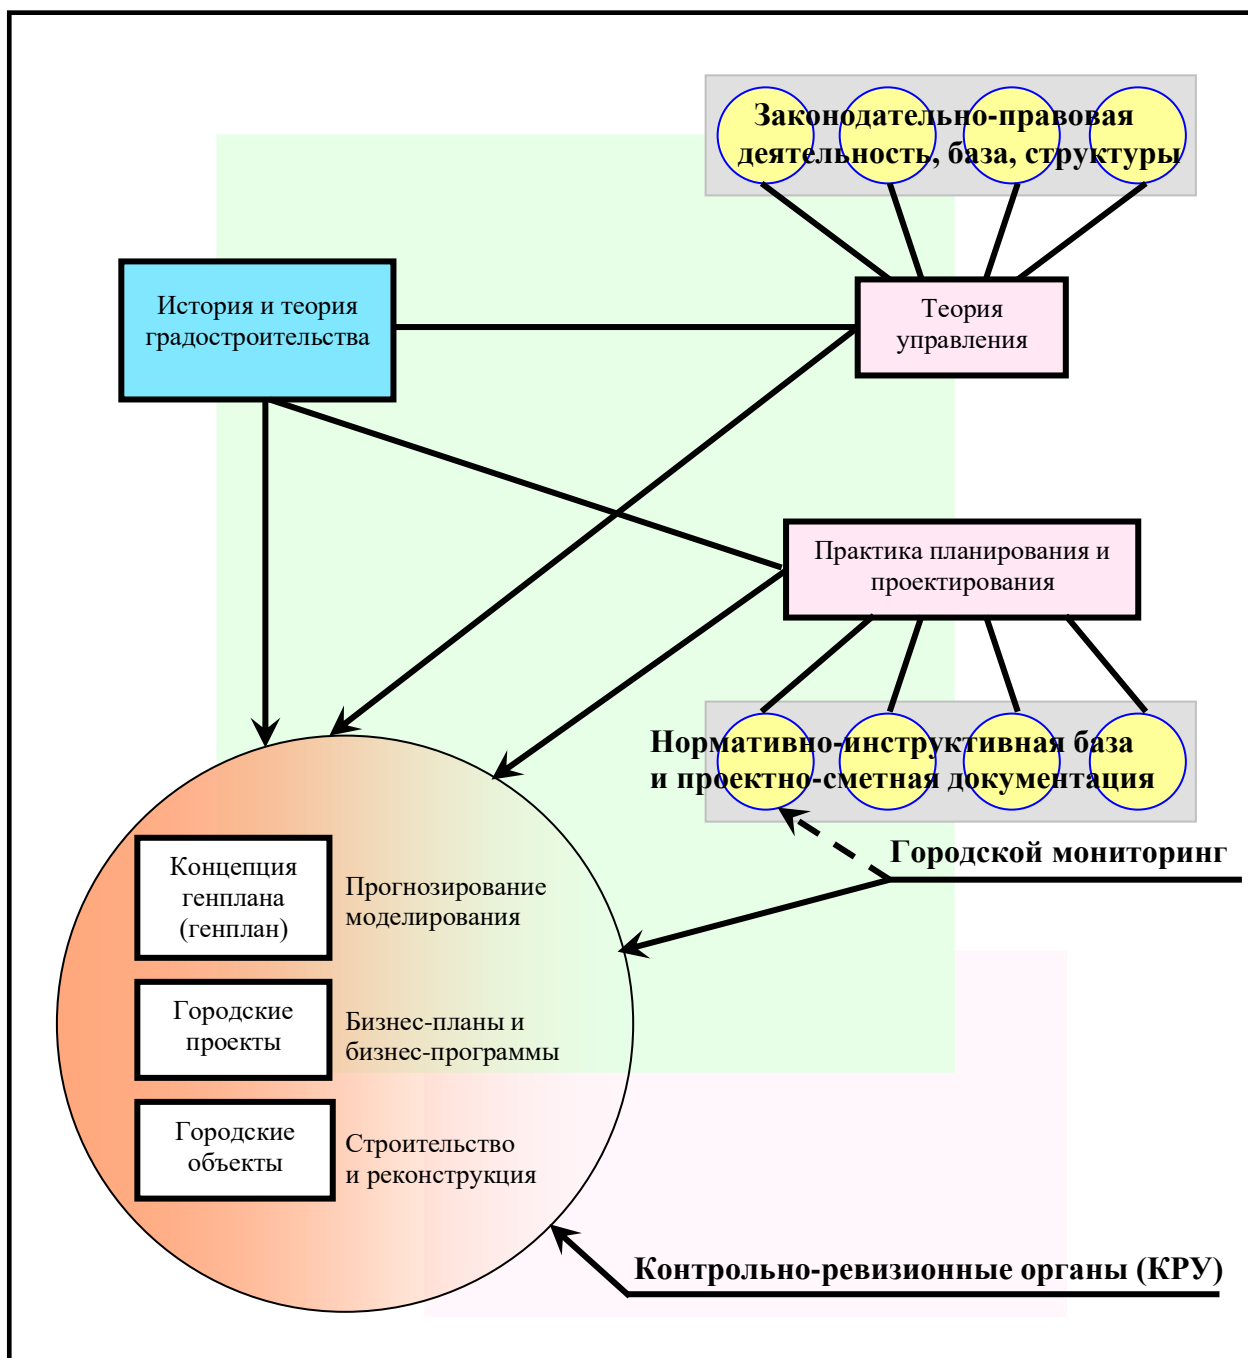 Законодательно-правовая
деятельность, база, структуры
История и теория
градостроительства
Теория
управления
Практика планирования и
проектирования
Нормативно-инструктивная база
и проектно-сметная документация
Городской мониторинг
Концепция
генплана
(генплан)
Прогнозирование
моделирования
Городские
проекты
Бизнес-планы и
бизнес-программы
Городские
объекты
Строительство
и реконструкция
Контрольно-ревизионные органы (КРУ)